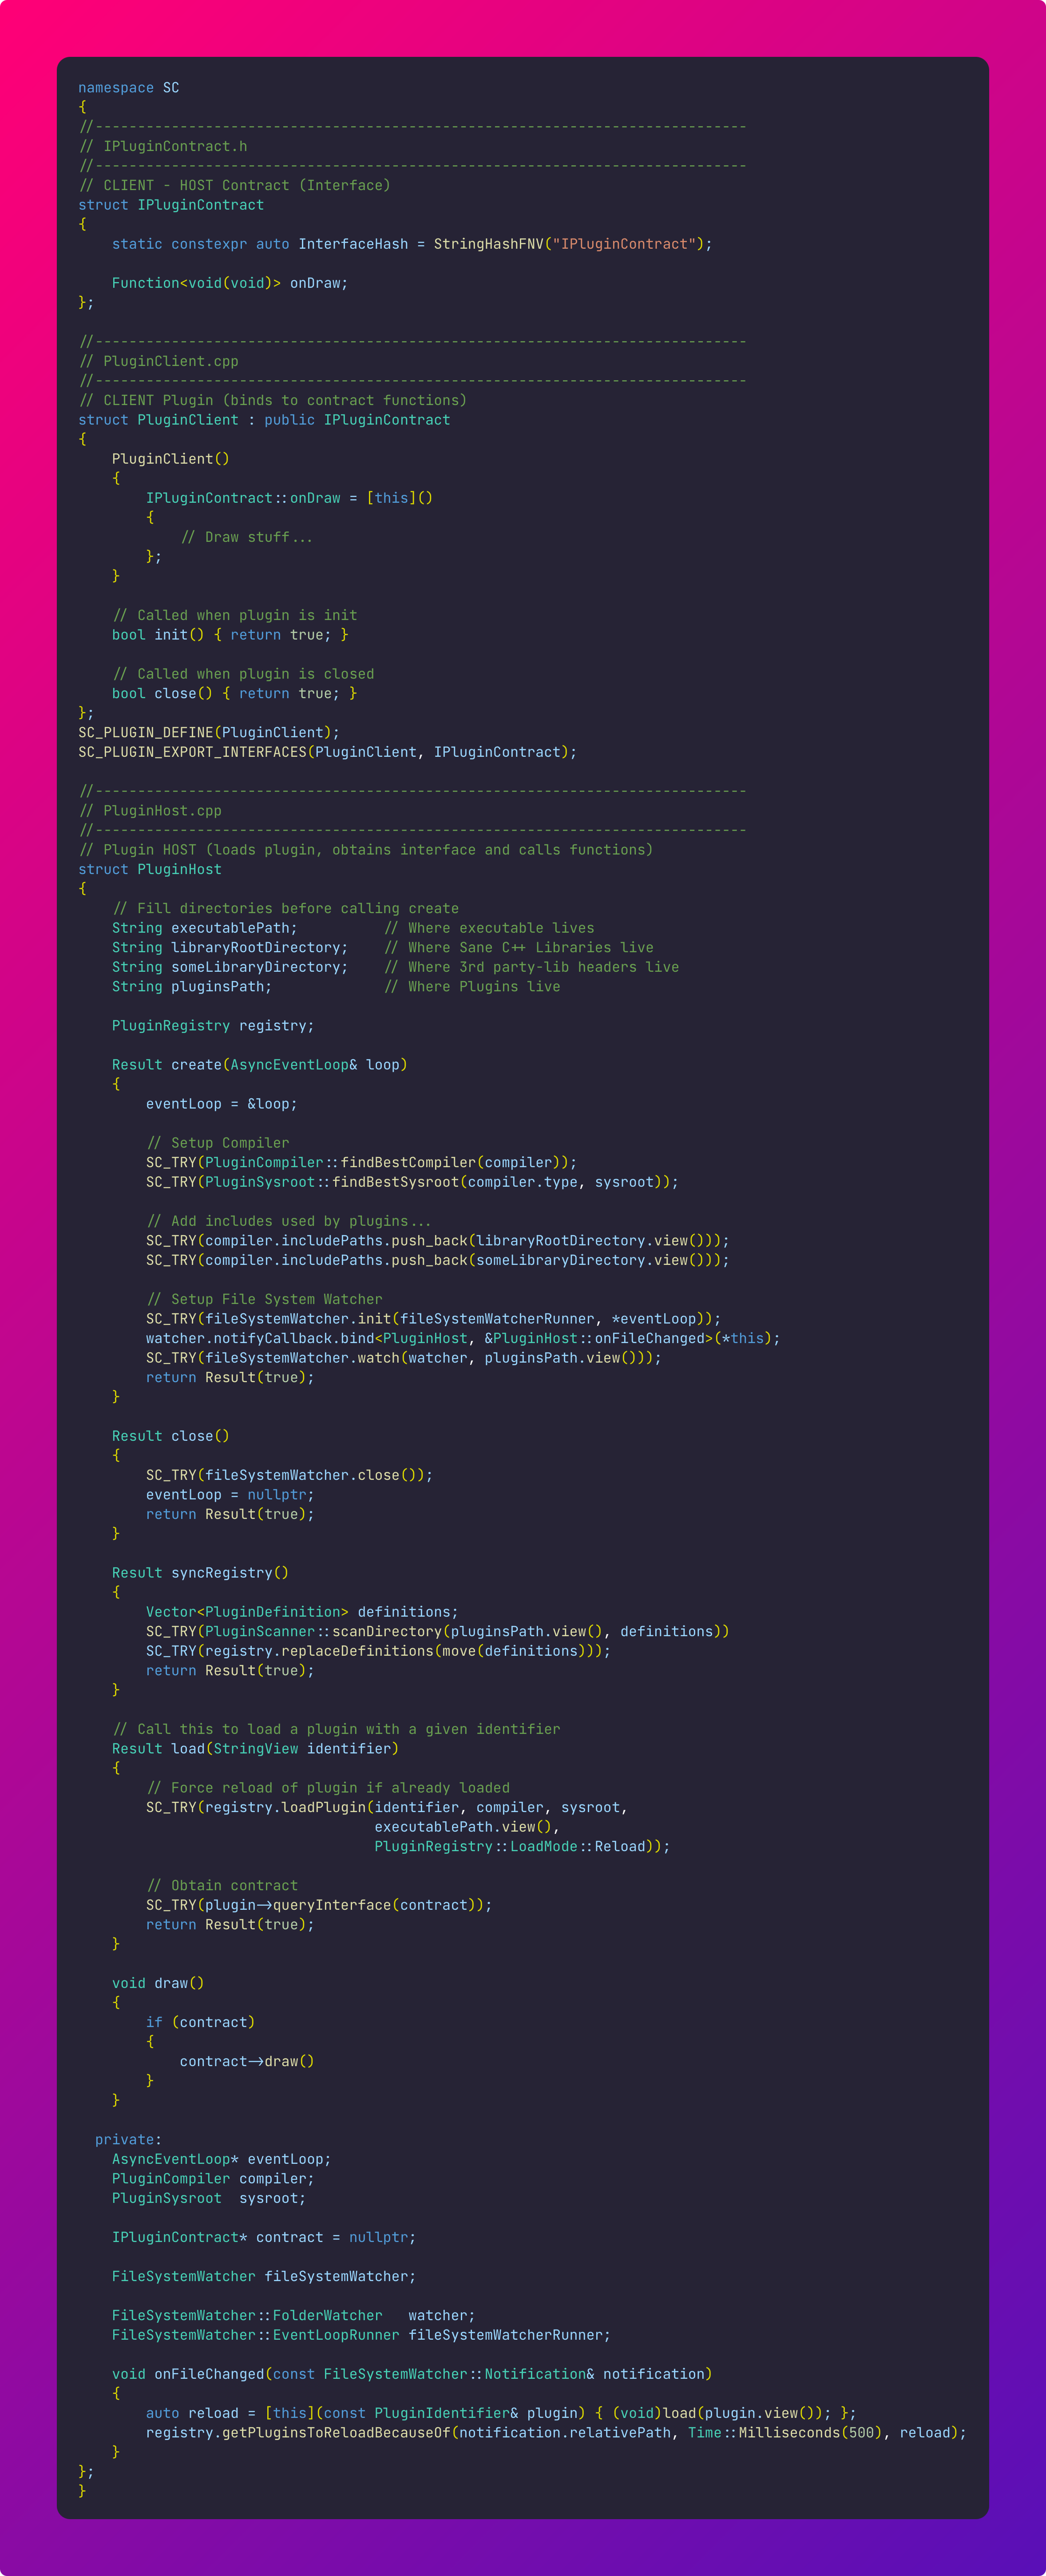 namespace SC
{
//-----------------------------------------------------------------------------
// IPluginContract.h
//-----------------------------------------------------------------------------
// CLIENT - HOST Contract (Interface)
struct IPluginContract
{
    static constexpr auto InterfaceHash = StringHashFNV("IPluginContract");

    Function<void(void)> onDraw;
};

//-----------------------------------------------------------------------------
// PluginClient.cpp
//-----------------------------------------------------------------------------
// CLIENT Plugin (binds to contract functions)
struct PluginClient : public IPluginContract
{
    PluginClient()
    {
        IPluginContract::onDraw = [this]()
        {
            // Draw stuff...
        };
    }

    // Called when plugin is init
    bool init() { return true; }

    // Called when plugin is closed
    bool close() { return true; }
};
SC_PLUGIN_DEFINE(PluginClient);
SC_PLUGIN_EXPORT_INTERFACES(PluginClient, IPluginContract);

//-----------------------------------------------------------------------------
// PluginHost.cpp
//-----------------------------------------------------------------------------
// Plugin HOST (loads plugin, obtains interface and calls functions)
struct PluginHost
{
    // Fill directories before calling create
    String executablePath;          // Where executable lives
    String libraryRootDirectory;    // Where Sane C++ Libraries live
    String someLibraryDirectory;    // Where 3rd party-lib headers live
    String pluginsPath;             // Where Plugins live

    PluginRegistry registry;

    Result create(AsyncEventLoop& loop)
    {
        eventLoop = &loop;

        // Setup Compiler
        SC_TRY(PluginCompiler::findBestCompiler(compiler));
        SC_TRY(PluginSysroot::findBestSysroot(compiler.type, sysroot));

        // Add includes used by plugins...
        SC_TRY(compiler.includePaths.push_back(libraryRootDirectory.view()));
        SC_TRY(compiler.includePaths.push_back(someLibraryDirectory.view()));

        // Setup File System Watcher
        SC_TRY(fileSystemWatcher.init(fileSystemWatcherRunner, *eventLoop));
        watcher.notifyCallback.bind<PluginHost, &PluginHost::onFileChanged>(*this);
        SC_TRY(fileSystemWatcher.watch(watcher, pluginsPath.view()));
        return Result(true);
    }

    Result close()
    {
        SC_TRY(fileSystemWatcher.close());
        eventLoop = nullptr;
        return Result(true);
    }

    Result syncRegistry()
    {
        Vector<PluginDefinition> definitions;
        SC_TRY(PluginScanner::scanDirectory(pluginsPath.view(), definitions))
        SC_TRY(registry.replaceDefinitions(move(definitions)));
        return Result(true);
    }

    // Call this to load a plugin with a given identifier
    Result load(StringView identifier)
    {
        // Force reload of plugin if already loaded
        SC_TRY(registry.loadPlugin(identifier, compiler, sysroot,
                                   executablePath.view(),
                                   PluginRegistry::LoadMode::Reload));

        // Obtain contract
        SC_TRY(plugin->queryInterface(contract));
        return Result(true);
    }

    void draw()
    {
        if (contract)
        {
            contract->draw()
        }
    }

  private:
    AsyncEventLoop* eventLoop;
    PluginCompiler compiler;
    PluginSysroot  sysroot;

    IPluginContract* contract = nullptr;

    FileSystemWatcher fileSystemWatcher;

    FileSystemWatcher::FolderWatcher   watcher;
    FileSystemWatcher::EventLoopRunner fileSystemWatcherRunner;

    void onFileChanged(const FileSystemWatcher::Notification& notification)
    {
        auto reload = [this](const PluginIdentifier& plugin) { (void)load(plugin.view()); };
        registry.getPluginsToReloadBecauseOf(notification.relativePath, Time::Milliseconds(500), reload);
    }
};
}